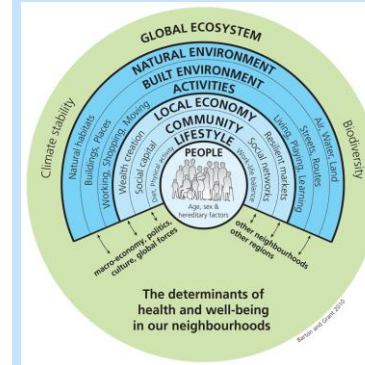 GLOBAL ECOSYSTEM
NATURAL ENVIRONMENT
BUILT ENVIRONMENT
ACTIVITIES
LOCAL ECONOMY
COMMUNITY
LIFESTYLE
PEOPLE
Age, sex &
hereditary factors
Climate stability
Natural habitats
Buildings, Places
Working, Shopping, Moving
Wealth creation
Social capital
Diet, Physical activity
Work-life balance
Social networks
Resilient markets
Living, Playing, Learning
Streets, Routes
Air, Water, Land
Biodiversity
macro-economy, politics,
culture, global forces
other neighbourhoods
other regions
The determinants of
health and well-being
in our neighbourhoods
Barton and Grant 2010